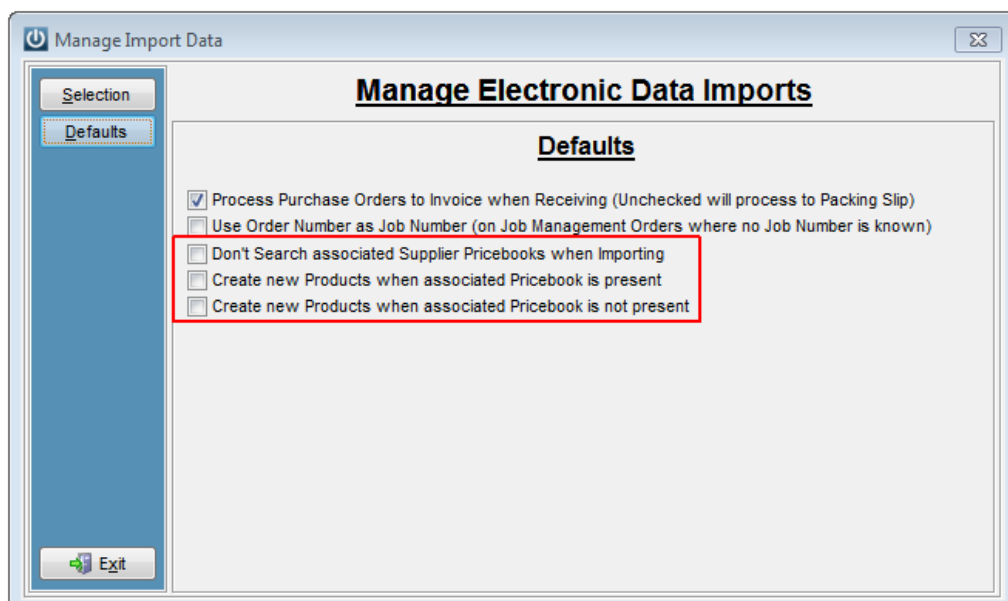 Manage Import Data
Selection
Defaults
Manage Electronic Data Imports
Defaults
Process Purchase Orders to Invoice when Receiving (Unchecked will process to Packing Slip)
Use Order Number as Job Number (on Job Management Orders where no Job Number is known)
Don't Search associated Supplier Pricebooks when Importing
Create new Products when associated Pricebook is present
Create new Products when associated Pricebook is not present
Exit